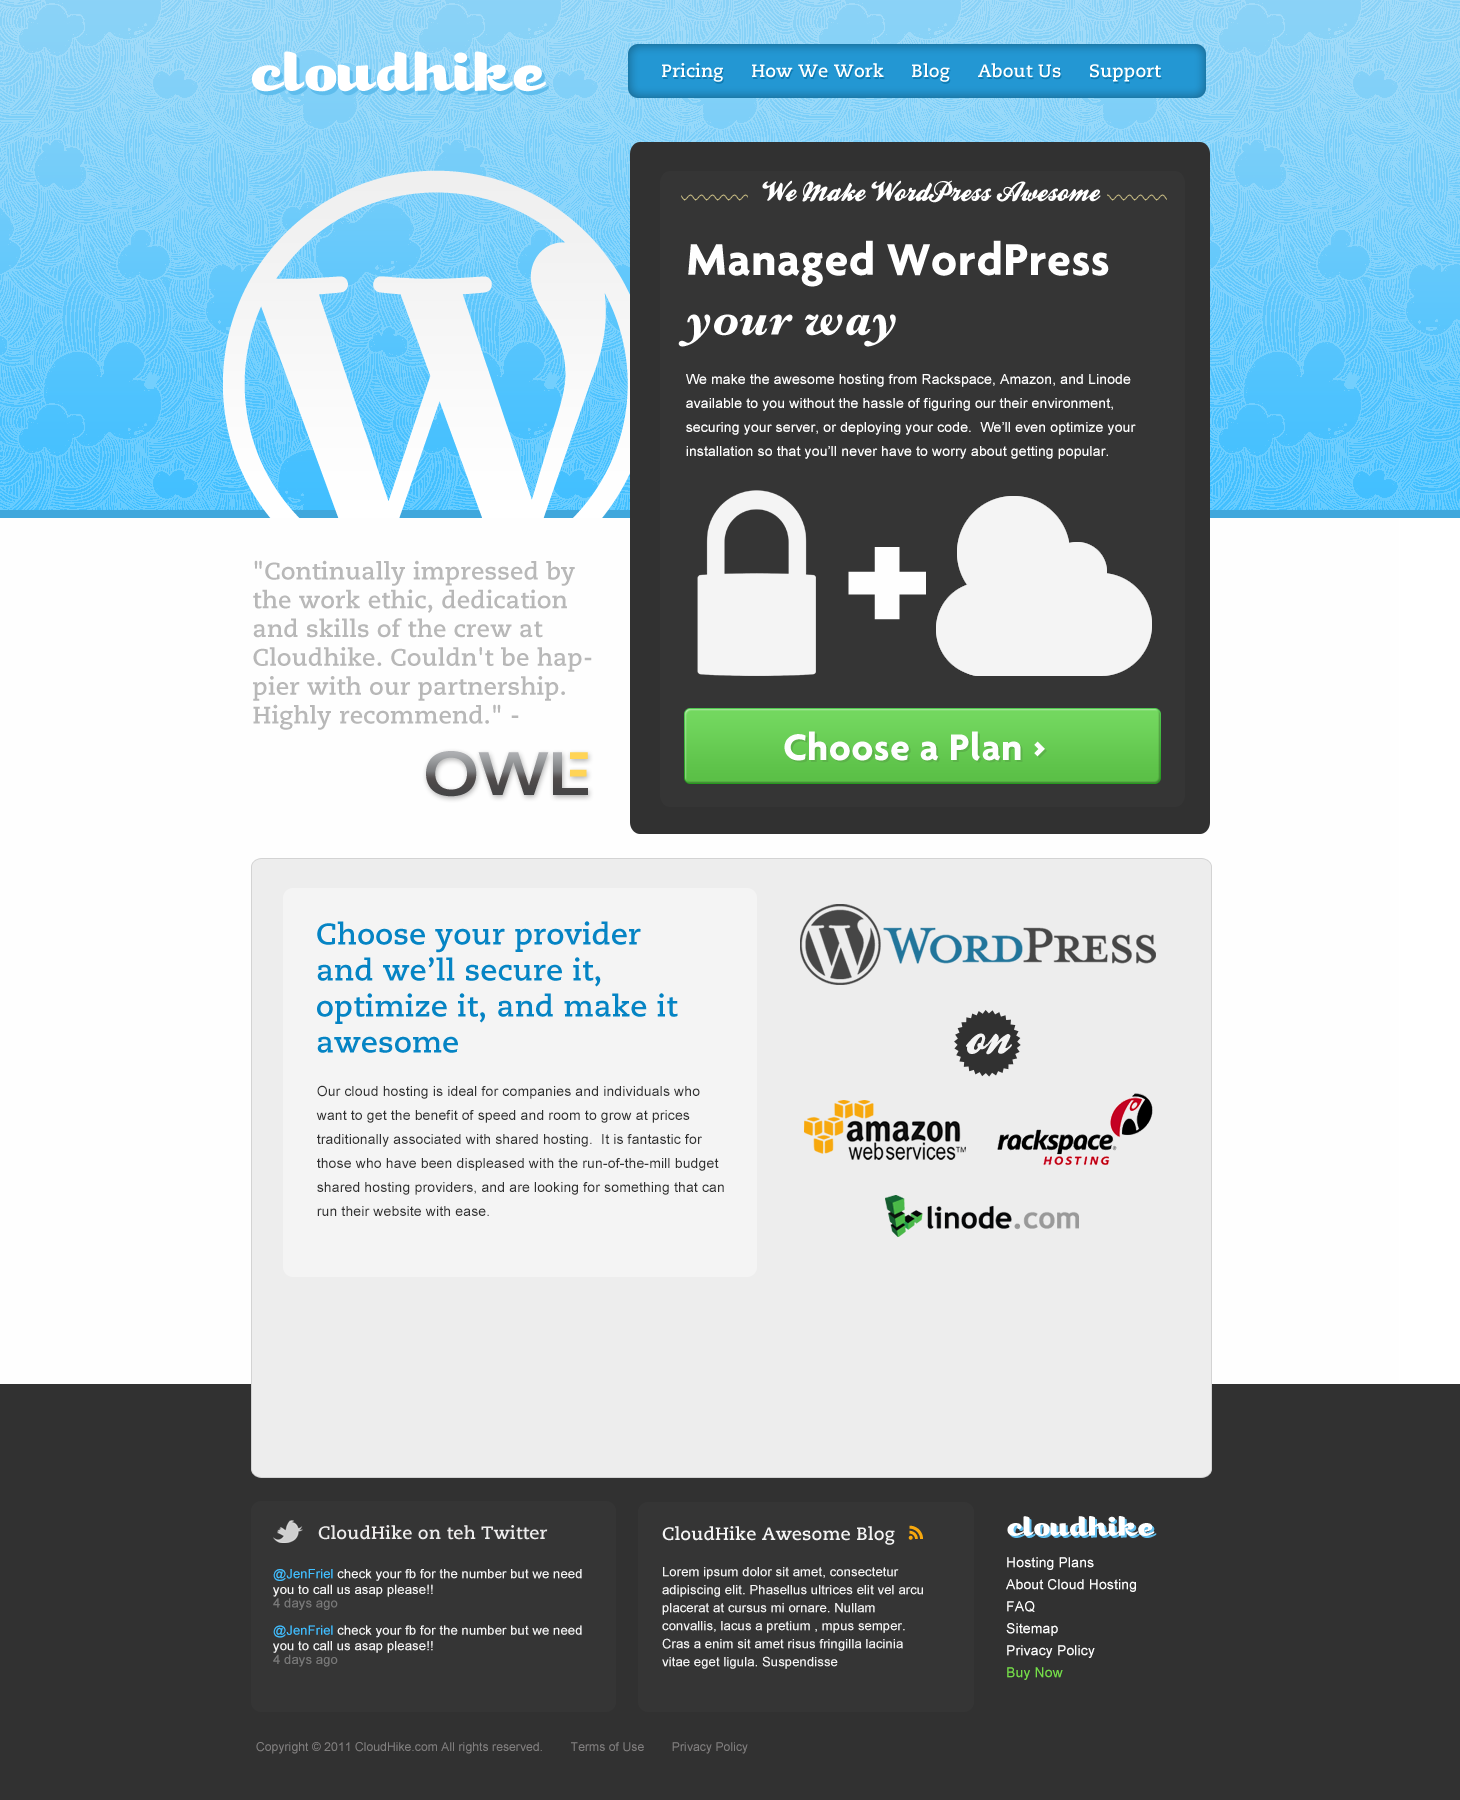 cloudhike
Pricing How We Work Blog About Us Support
We Make WordPress Awesome
Managed WordPress
your way
We make the awesome hosting from Rackspace, Amazon, and Linode
available to you without the hassle of figuring our their environment,
securing your server, or deploying your code. We'll even optimize your
installation so that you'll never have to worry about getting popular.
Choose a Plan ›
"Continually impressed by
the work ethic, dedication
and skills of the crew at
Cloudhike. Couldn't be hap-
pier with our partnership.
Highly recommend." -
OWLE
Choose your provider
and we’ll secure it,
optimize it, and make it
awesome
Our cloud hosting is ideal for companies and individuals who
want to get the benefit of speed and room to grow at prices
traditionally associated with shared hosting. It is fantastic for
those who have been displeased with the run-of-the-mill budget
shared hosting providers, and are looking for something that can
run their website with ease.
W WORDPRESS
on
amazon
webservices™
rackspace®
HOSTING
linode.com
CloudHike on teh Twitter
@JenFriel check your fb for the number but we need
you to call us asap please!!
4 days ago
@JenFriel check your fb for the number but we need
you to call us asap please!!
4 days ago
CloudHike Awesome Blog
Lorem ipsum dolor sit amet, consectetur
adipiscing elit. Phasellus ultrices elit vel arcu
placerat at cursus mi ornare. Nullam
convallis, lacus a pretium , mpus semper.
Cras a enim sit amet risus fringilla lacinia
vitae eget ligula. Suspendisse
cloudhike
Hosting Plans
About Cloud Hosting
FAQ
Sitemap
Privacy Policy
Buy Now
Copyright © 2011 CloudHike.com All rights reserved. Terms of Use Privacy Policy